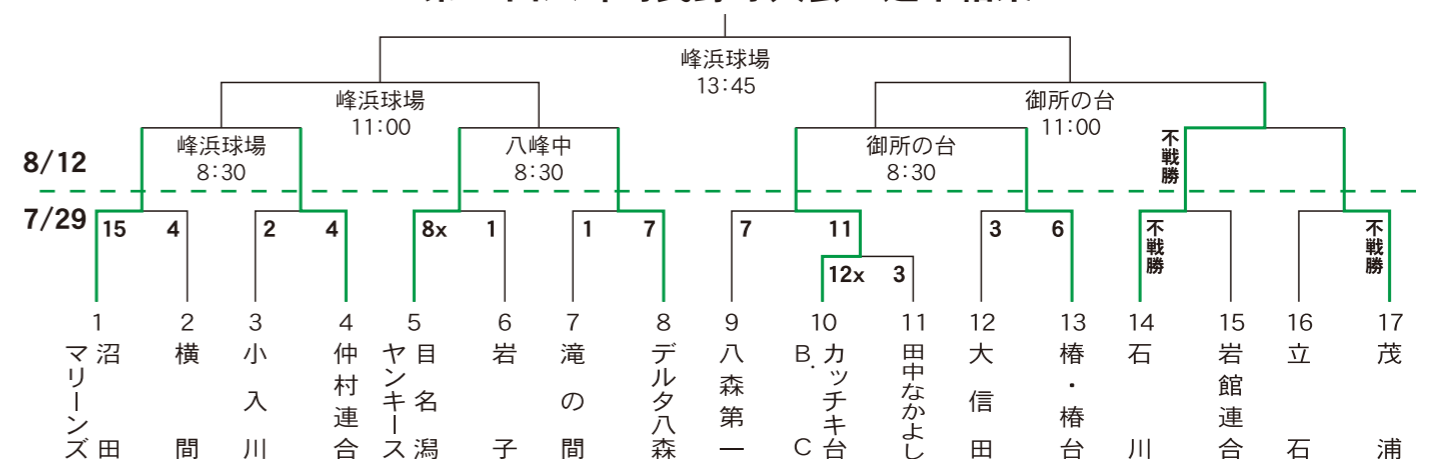 峰浜球場
13:45
峰浜球場
11:00
御所の台
11:00
峰浜球場
8:30
八峰中
8:30
御所の台
8:30
不戦勝
8/12
7/29
15 4 2 4 8x 1 1 7 7 11 3 6 不戦勝 不戦勝
12x 3
1 2 3 4 5 6 7 8 9 10 11 12 13 14 15 16 17
沼田
マリーンズ
横間
小入川
仲村連合
目名潟
ヤンキース
岩子
滝の間
デルタ八森
八森第一
カッチキ台
B.C
田中なかよし
大信田
椿・椿台
石川
岩館連合
立石
茂浦